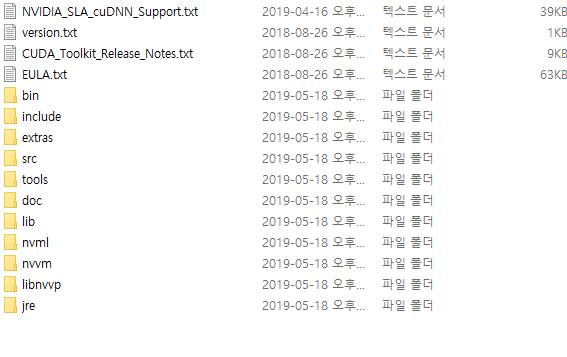 NVIDIA_SLA_cuDNN_Support.txt 2019-04-16 오후... 텍스트 문서 39KB
version.txt 2018-08-26 오후... 텍스트 문서 1KB
CUDA_Toolkit_Release_Notes.txt 2018-08-26 오후... 텍스트 문서 9KB
EULA.txt 2018-08-26 오후... 텍스트 문서 63KB
bin 2019-05-18 오후... 파일 폴더
include 2019-05-18 오후... 파일 폴더
extras 2019-05-18 오후... 파일 폴더
src 2019-05-18 오후... 파일 폴더
tools 2019-05-18 오후... 파일 폴더
doc 2019-05-18 오후... 파일 폴더
lib 2019-05-18 오후... 파일 폴더
nvml 2019-05-18 오후... 파일 폴더
nvvm 2019-05-18 오후... 파일 폴더
libnvvp 2019-05-18 오후... 파일 폴더
jre 2019-05-18 오후... 파일 폴더